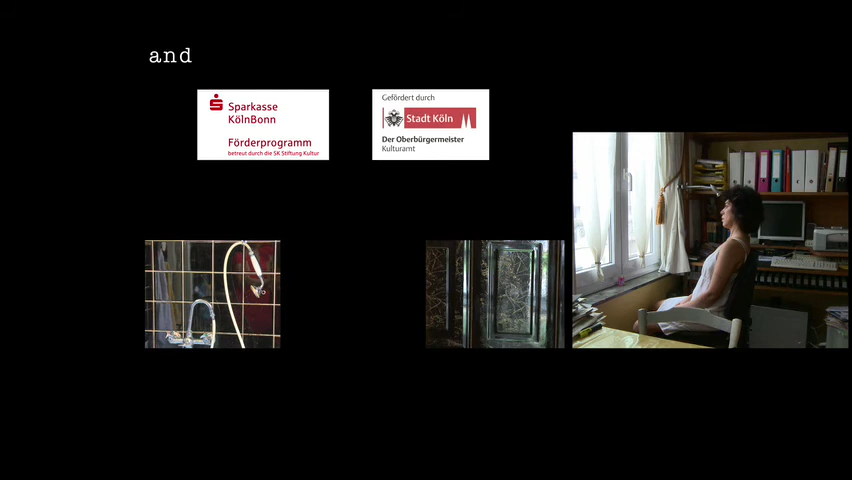 and
Sparkasse
KölnBonn
Förderprogramm
betreut durch die SK Stiftung Kultur
Gefördert durch
Stadt Köln
Der Oberbürgermeister
Kulturamt